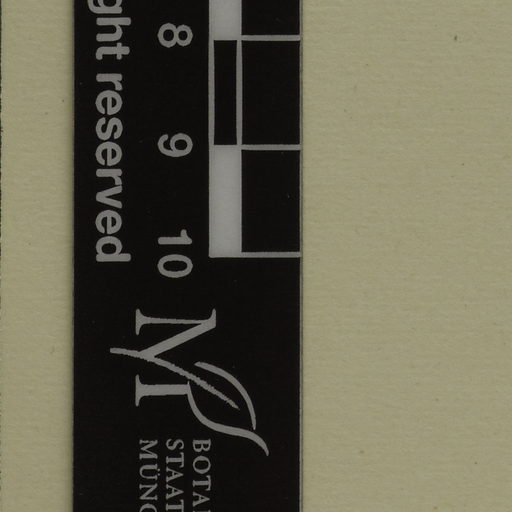 ght reserved
8
9
10
M
BOTA
STAAT
MÜNC